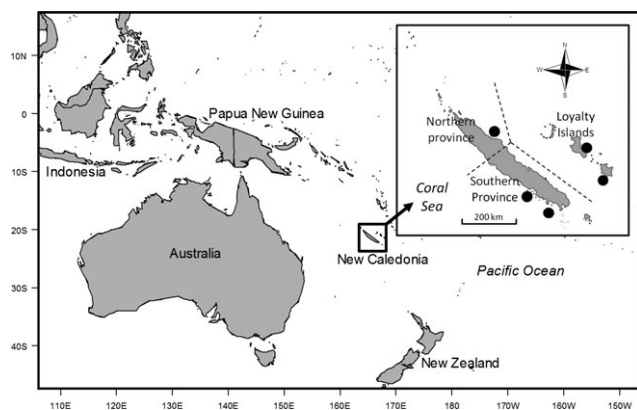 10N
0
10S
20S
30S
40S
110E
120E
130E
140E
150E
160E
170E
180E
170W
160W
150W
Papua New Guinea
Indonesia
Australia
New Caledonia
New Zealand
Pacific Ocean
Coral
Sea
N
W
E
S
Northern
province
Loyalty
Islands
Southern
Province
200 km